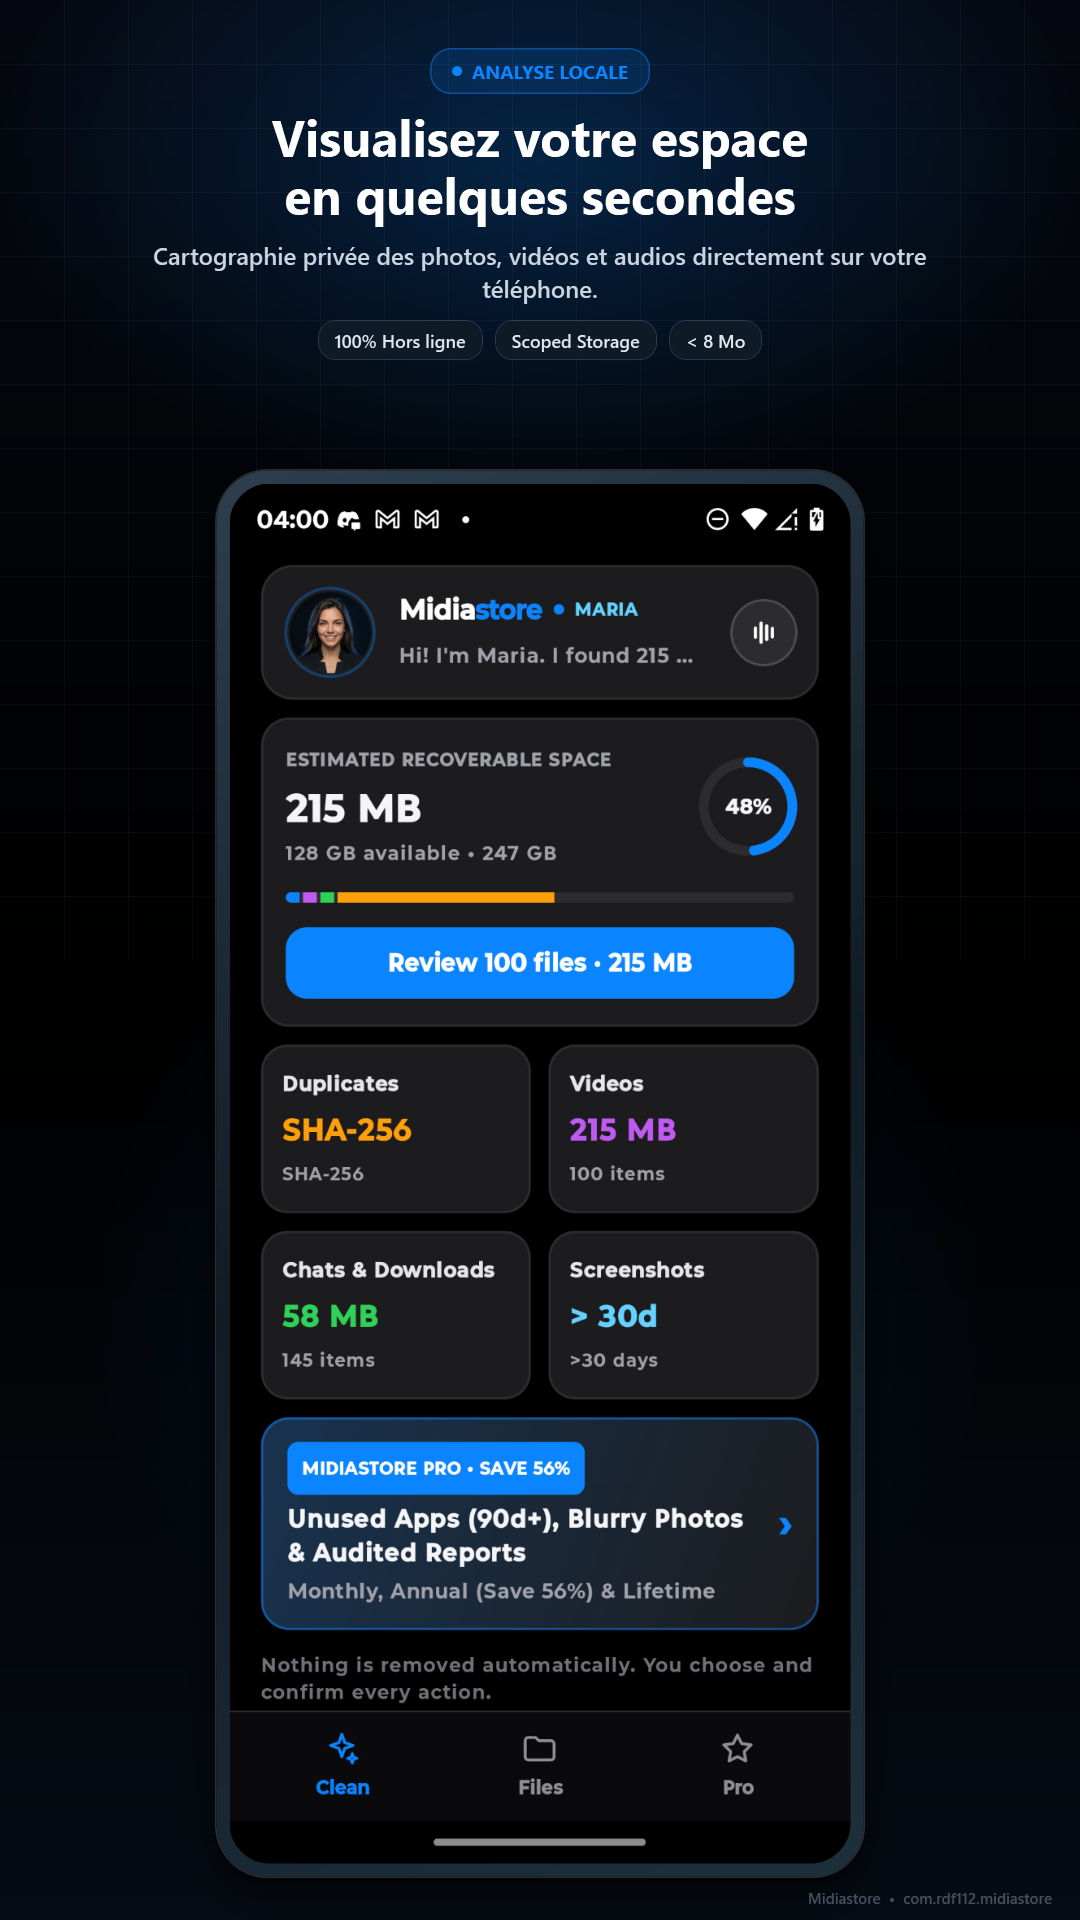 ANALYSE LOCALE
Visualisez votre espace
en quelques secondes
Cartographie privée des photos, vidéos et audios directement sur votre
téléphone.
100% Hors ligne
Scoped Storage
< 8 Mo
04:00
Midiastore • MARIA
Hi! I'm Maria. I found 215 ...
ESTIMATED RECOVERABLE SPACE
215 MB
48%
128 GB available • 247 GB
Review 100 files · 215 MB
Duplicates
SHA-256
SHA-256
Videos
215 MB
100 items
Chats & Downloads
58 MB
145 items
Screenshots
> 30d
>30 days
MIDIASTORE PRO • SAVE 56%
Unused Apps (90d+), Blurry Photos
& Audited Reports
›
Monthly, Annual (Save 56%) & Lifetime
Nothing is removed automatically. You choose and
confirm every action.
Clean
Files
Pro
Midiastore • com.rdf112.midiastore